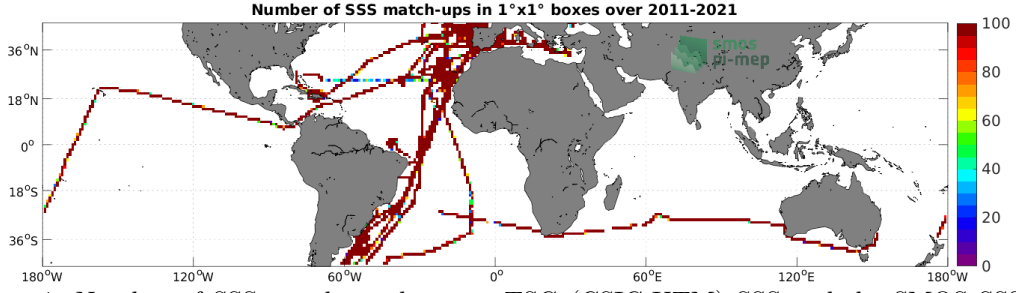 Number of SSS match-ups in 1°x1° boxes over 2011-2021
smos
pi-mep
36°N
18°N
0°
18°S
36°S
180°W 120°W 60°W 0° 60°E 120°E 180°W
100
80
60
40
20
0